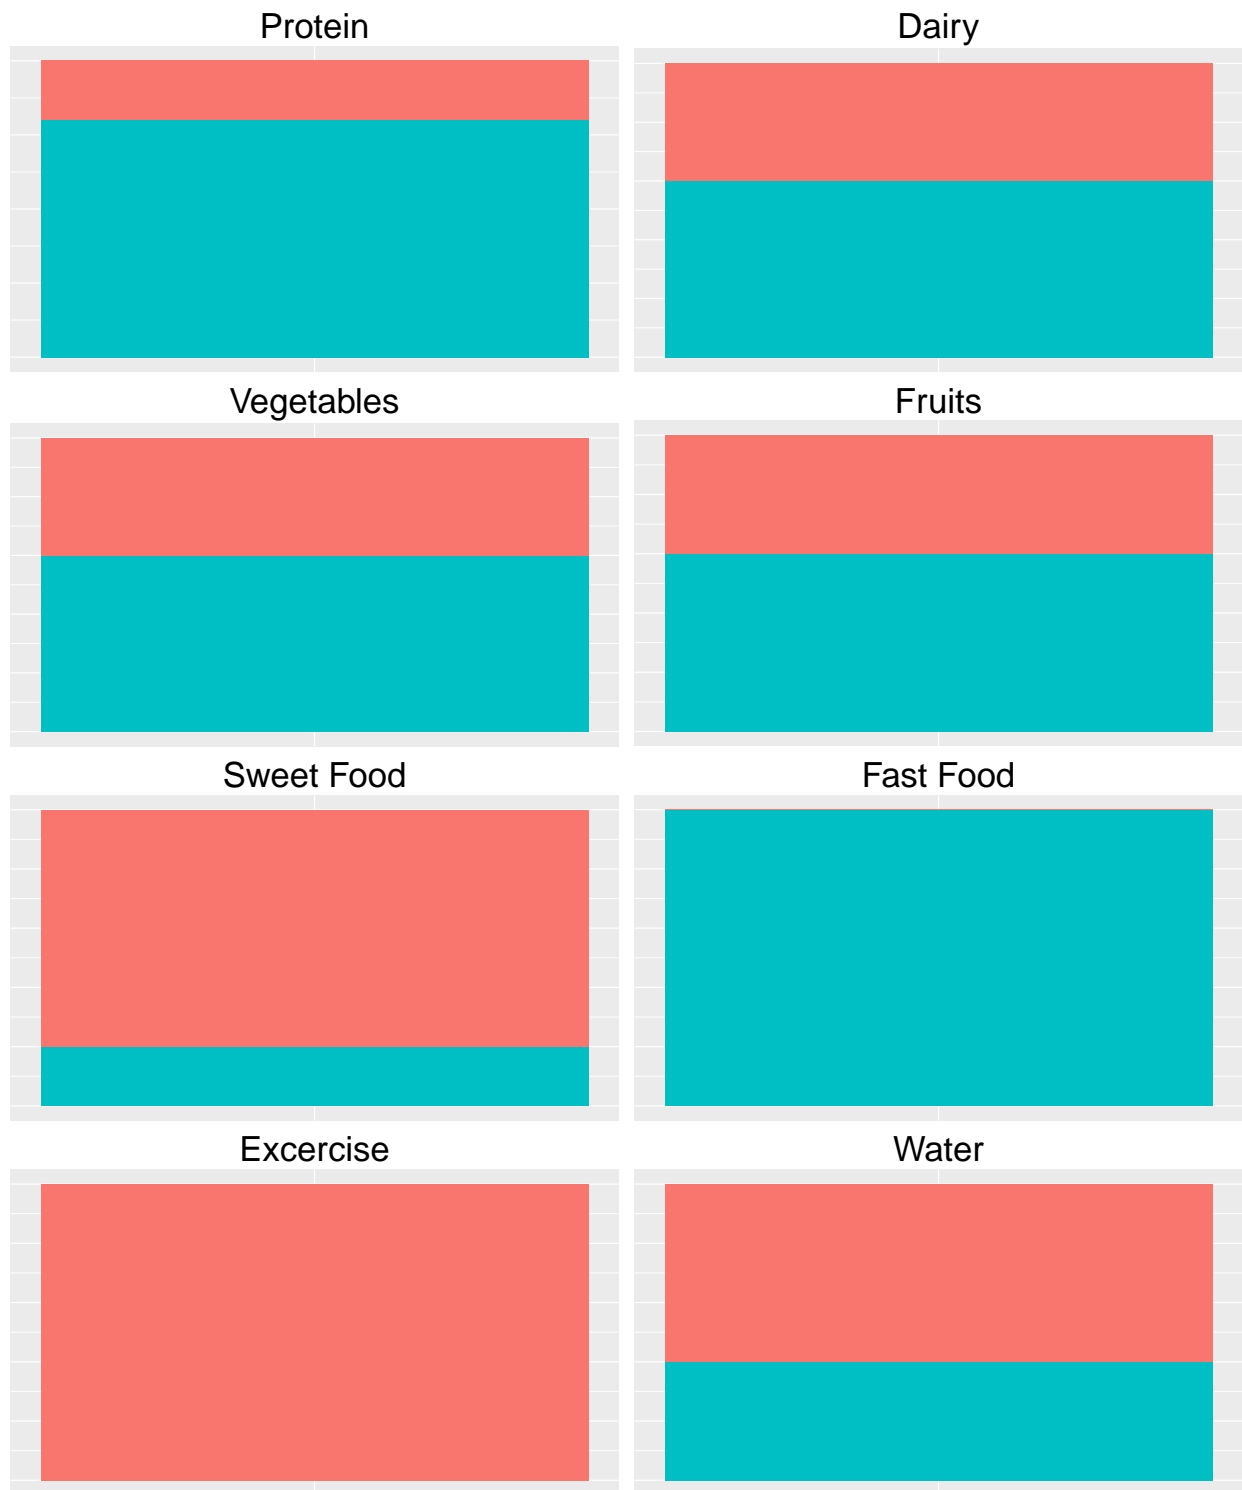 Protein
Dairy
Vegetables
Fruits
Sweet Food
Fast Food
Excercise
Water